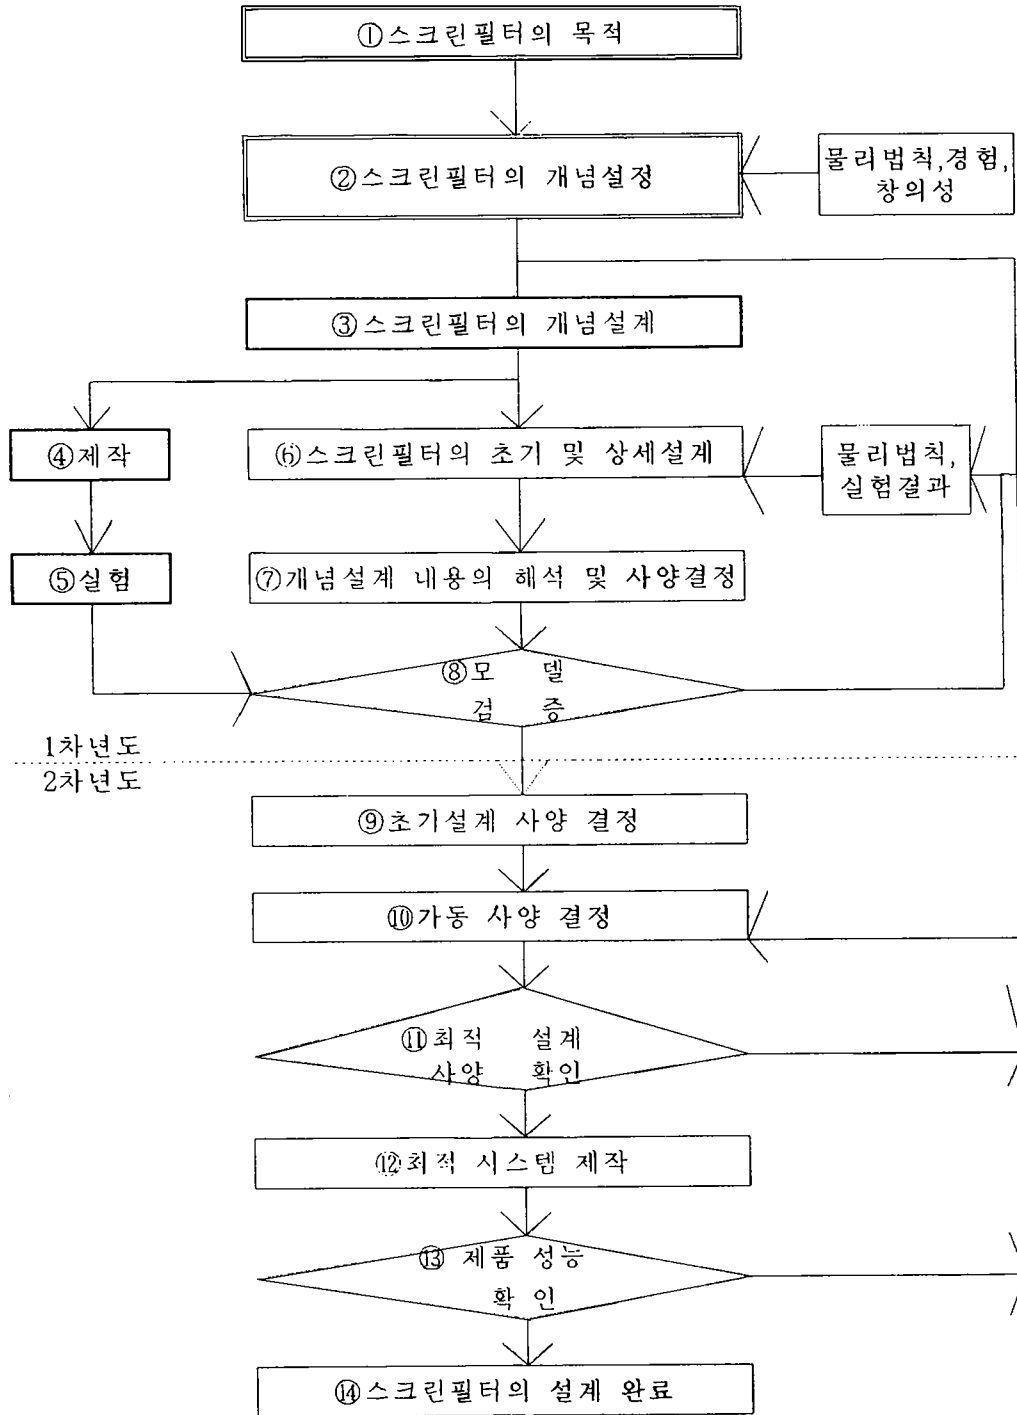 ①스크린필터의 목적
②스크린필터의 개념설정
물리법칙,경험,
창의성
③스크린필터의 개념설계
④제작
⑥스크린필터의 초기 및 상세설계
물리법칙,
실험결과
⑤실험
⑦개념설계 내용의 해석 및 사양결정
⑧모 델
검 증
1차년도
2차년도
⑨초기설계 사양 결정
⑩가동 사양 결정
⑪최적 설계
사양 확인
⑫최적 시스템 제작
⑬ 제품 성능
확 인
⑭스크린필터의 설계 완료